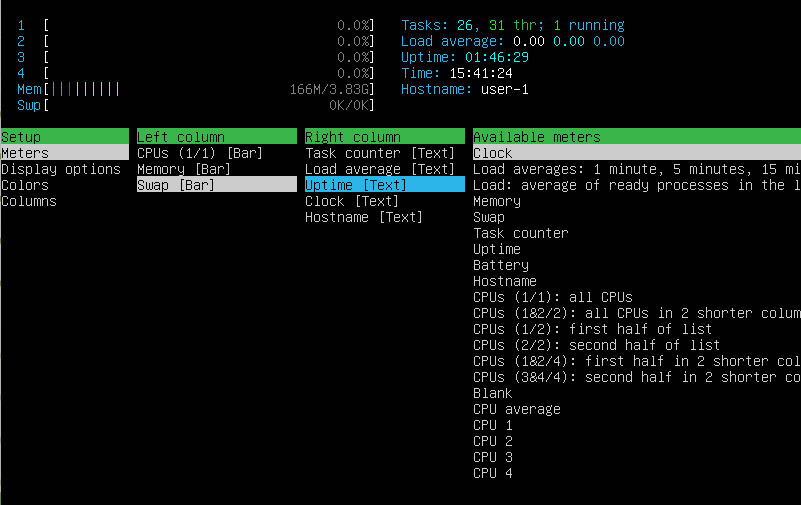 1 [ 0.0%] Tasks: 26, 31 thr; 1 running
2 [ 0.0%] Load average: 0.00 0.00 0.00
3 [ 0.0%] Uptime: 01:46:29
4 [ 0.0%] Time: 15:41:24
Mem[||||||||| 166M/3.83G] Hostname: user-1
Swp[ 0K/0K]
Setup Left column Right column Available meters
Meters CPUs (1/1) [Bar] Task counter [Text] Clock
Display options Memory [Bar] Load average [Text] Load averages: 1 minute, 5 minutes, 15 mi
Colors Swap [Bar] Uptime [Text] Load: average of ready processes in the l
Columns Clock [Text] Memory
Hostname [Text] Swap
Task counter
Uptime
Battery
Hostname
CPUs (1/1): all CPUs
CPUs (1&2/2): all CPUs in 2 shorter colum
CPUs (1/2): first half of list
CPUs (2/2): second half of list
CPUs (1&2/4): first half in 2 shorter col
CPUs (3&4/4): second half in 2 shorter co
Blank
CPU average
CPU 1
CPU 2
CPU 3
CPU 4